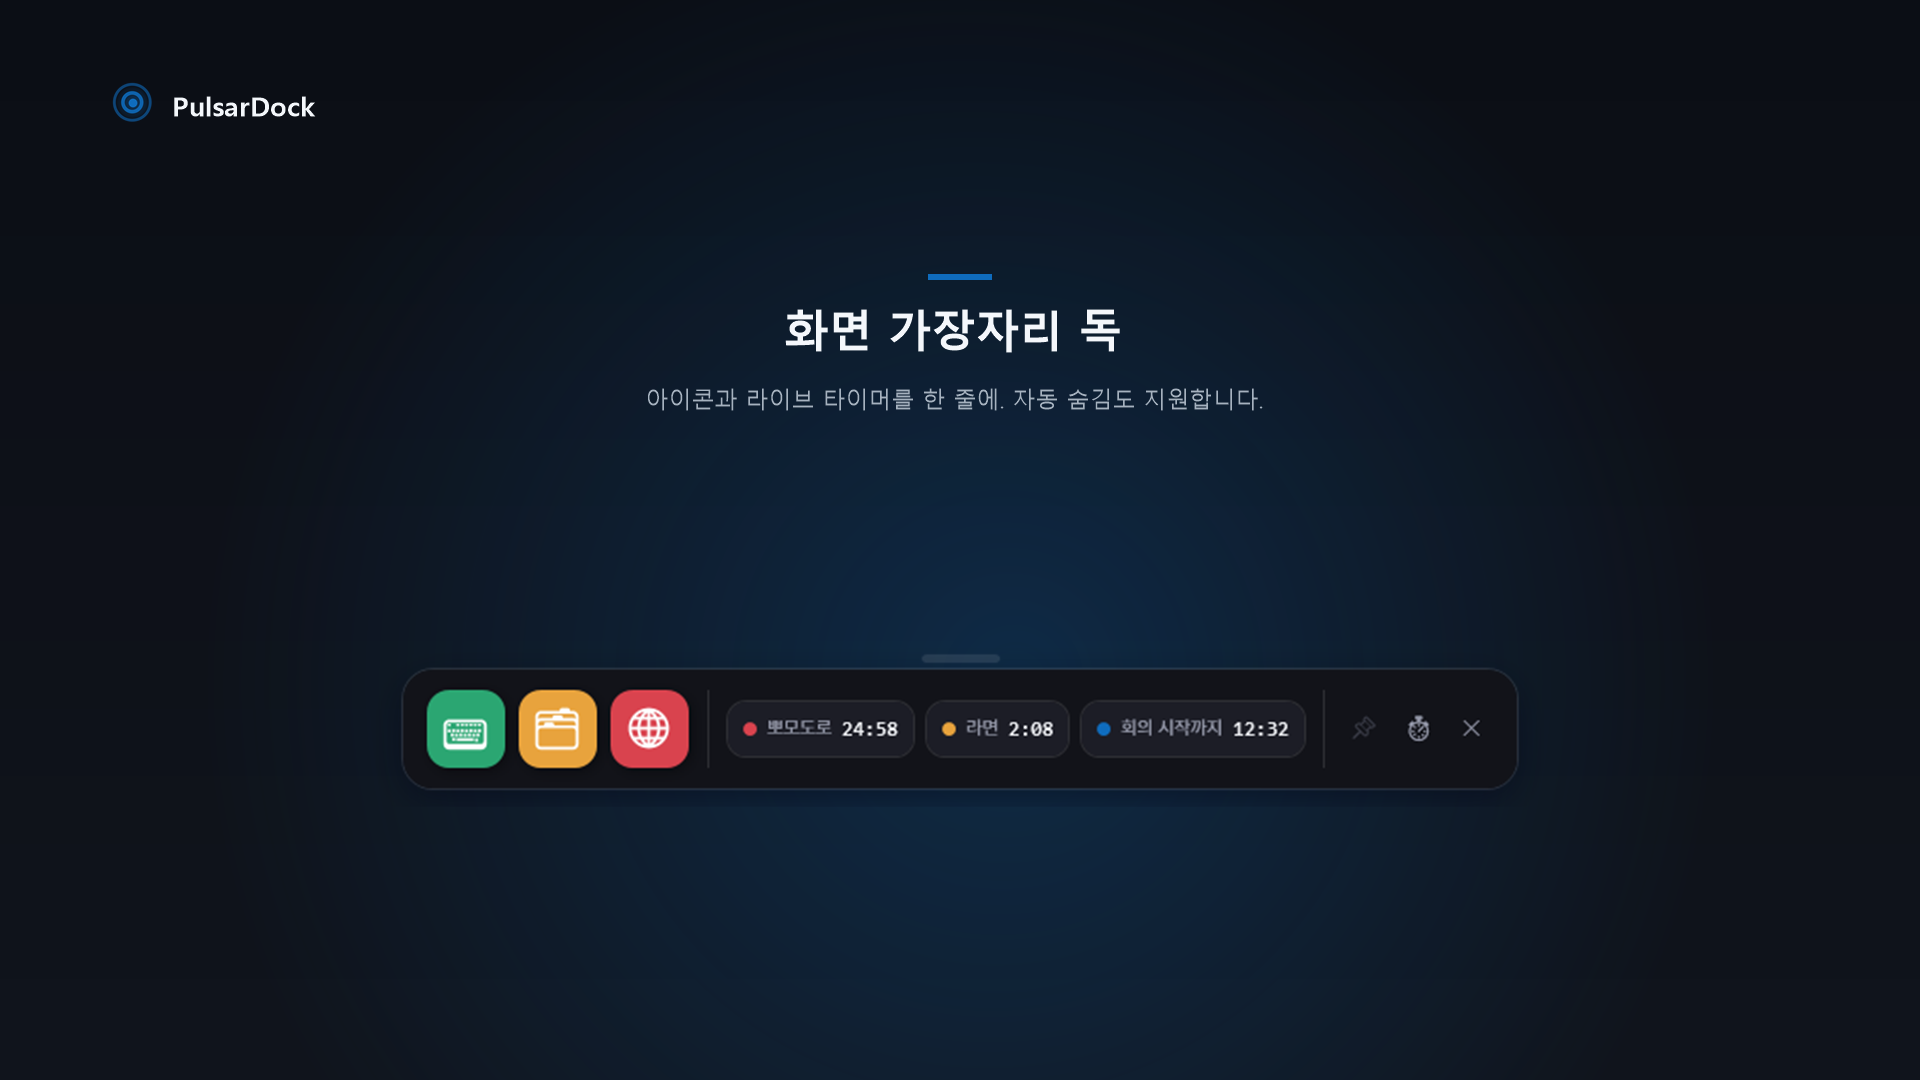 PulsarDock
화면 가장자리 독
아이콘과 라이브 타이머를 한 줄에. 자동 숨김도 지원합니다.
뽀모도로 24:58 라면 2:08 회의 시작까지 12:32